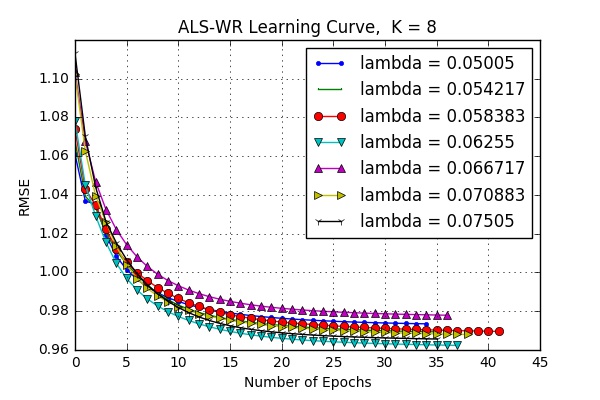 ALS-WR Learning Curve,  K = 8
lambda = 0.05005
lambda = 0.054217
lambda = 0.058383
lambda = 0.06255
lambda = 0.066717
lambda = 0.070883
lambda = 0.07505
RMSE
1.10
1.08
1.06
1.04
1.02
1.00
0.98
0.96
0 5 10 15 20 25 30 35 40 45
Number of Epochs